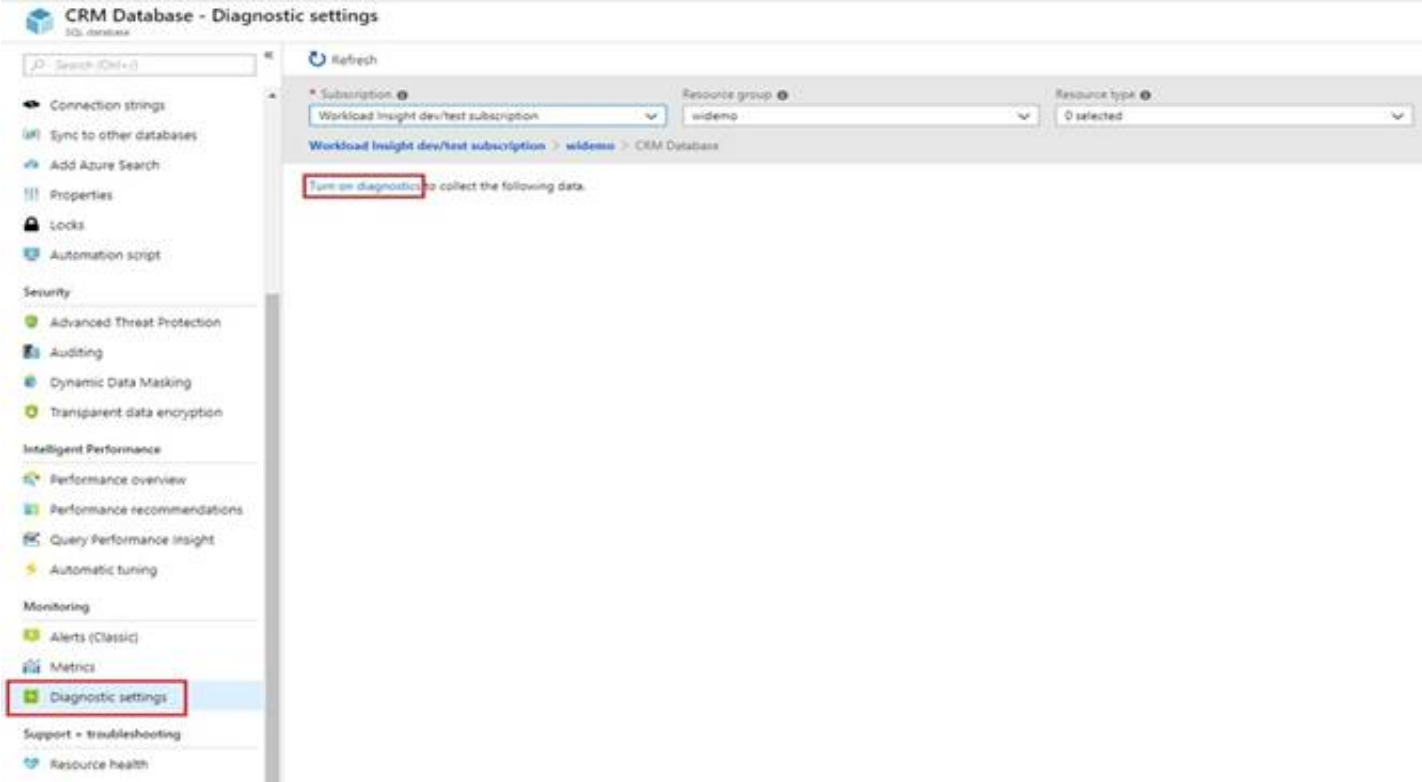 CRM Database - Diagnostic settings
SQL database
Search (Ctrl+/)
Connection strings
Sync to other databases
Add Azure Search
Properties
Locks
Automation script
Security
Advanced Threat Protection
Auditing
Dynamic Data Masking
Transparent data encryption
Intelligent Performance
Performance overview
Performance recommendations
Query Performance Insight
Automatic tuning
Monitoring
Alerts (Classic)
Metrics
Diagnostic settings
Support + troubleshooting
Resource health
Refresh
* Subscription
Workload Insight dev/test subscription
Resource group
widemo
Resource type
0 selected
Workload Insight dev/test subscription > widemo > CRM Database
Turn on diagnostics to collect the following data.